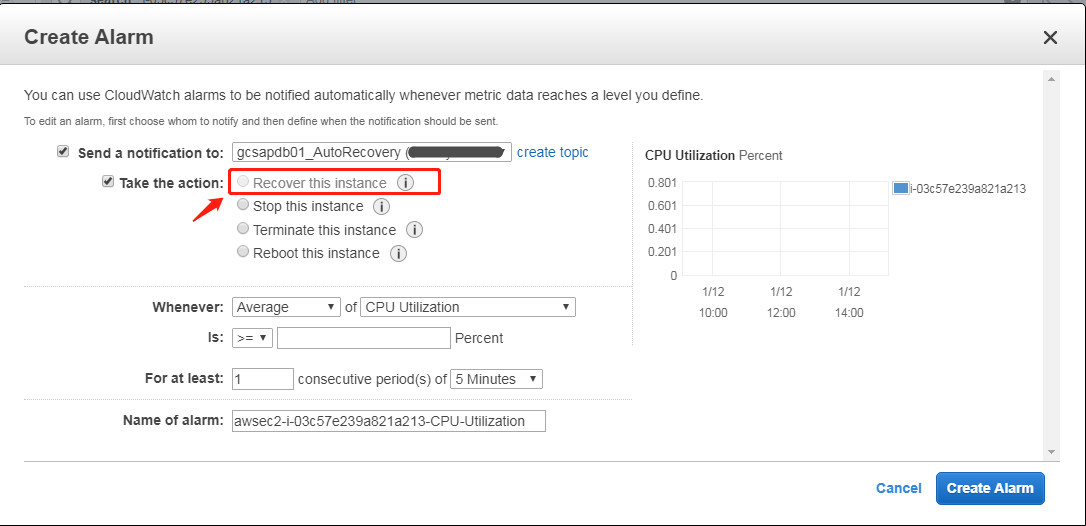 Create Alarm
You can use CloudWatch alarms to be notified automatically whenever metric data reaches a level you define.
To edit an alarm, first choose whom to notify and then define when the notification should be sent.
Send a notification to: gcsapdb01_AutoRecovery ( create topic
Take the action: Recover this instance i
Stop this instance i
Terminate this instance i
Reboot this instance i
Whenever: Average of CPU Utilization
Is: >= Percent
For at least: 1 consecutive period(s) of 5 Minutes
Name of alarm: awsec2-i-03c57e239a821a213-CPU-Utilization
CPU Utilization Percent
0.801
0.601
0.401
0.201
0
1/12 1/12 1/12
10:00 12:00 14:00
i-03c57e239a821a213
Cancel Create Alarm